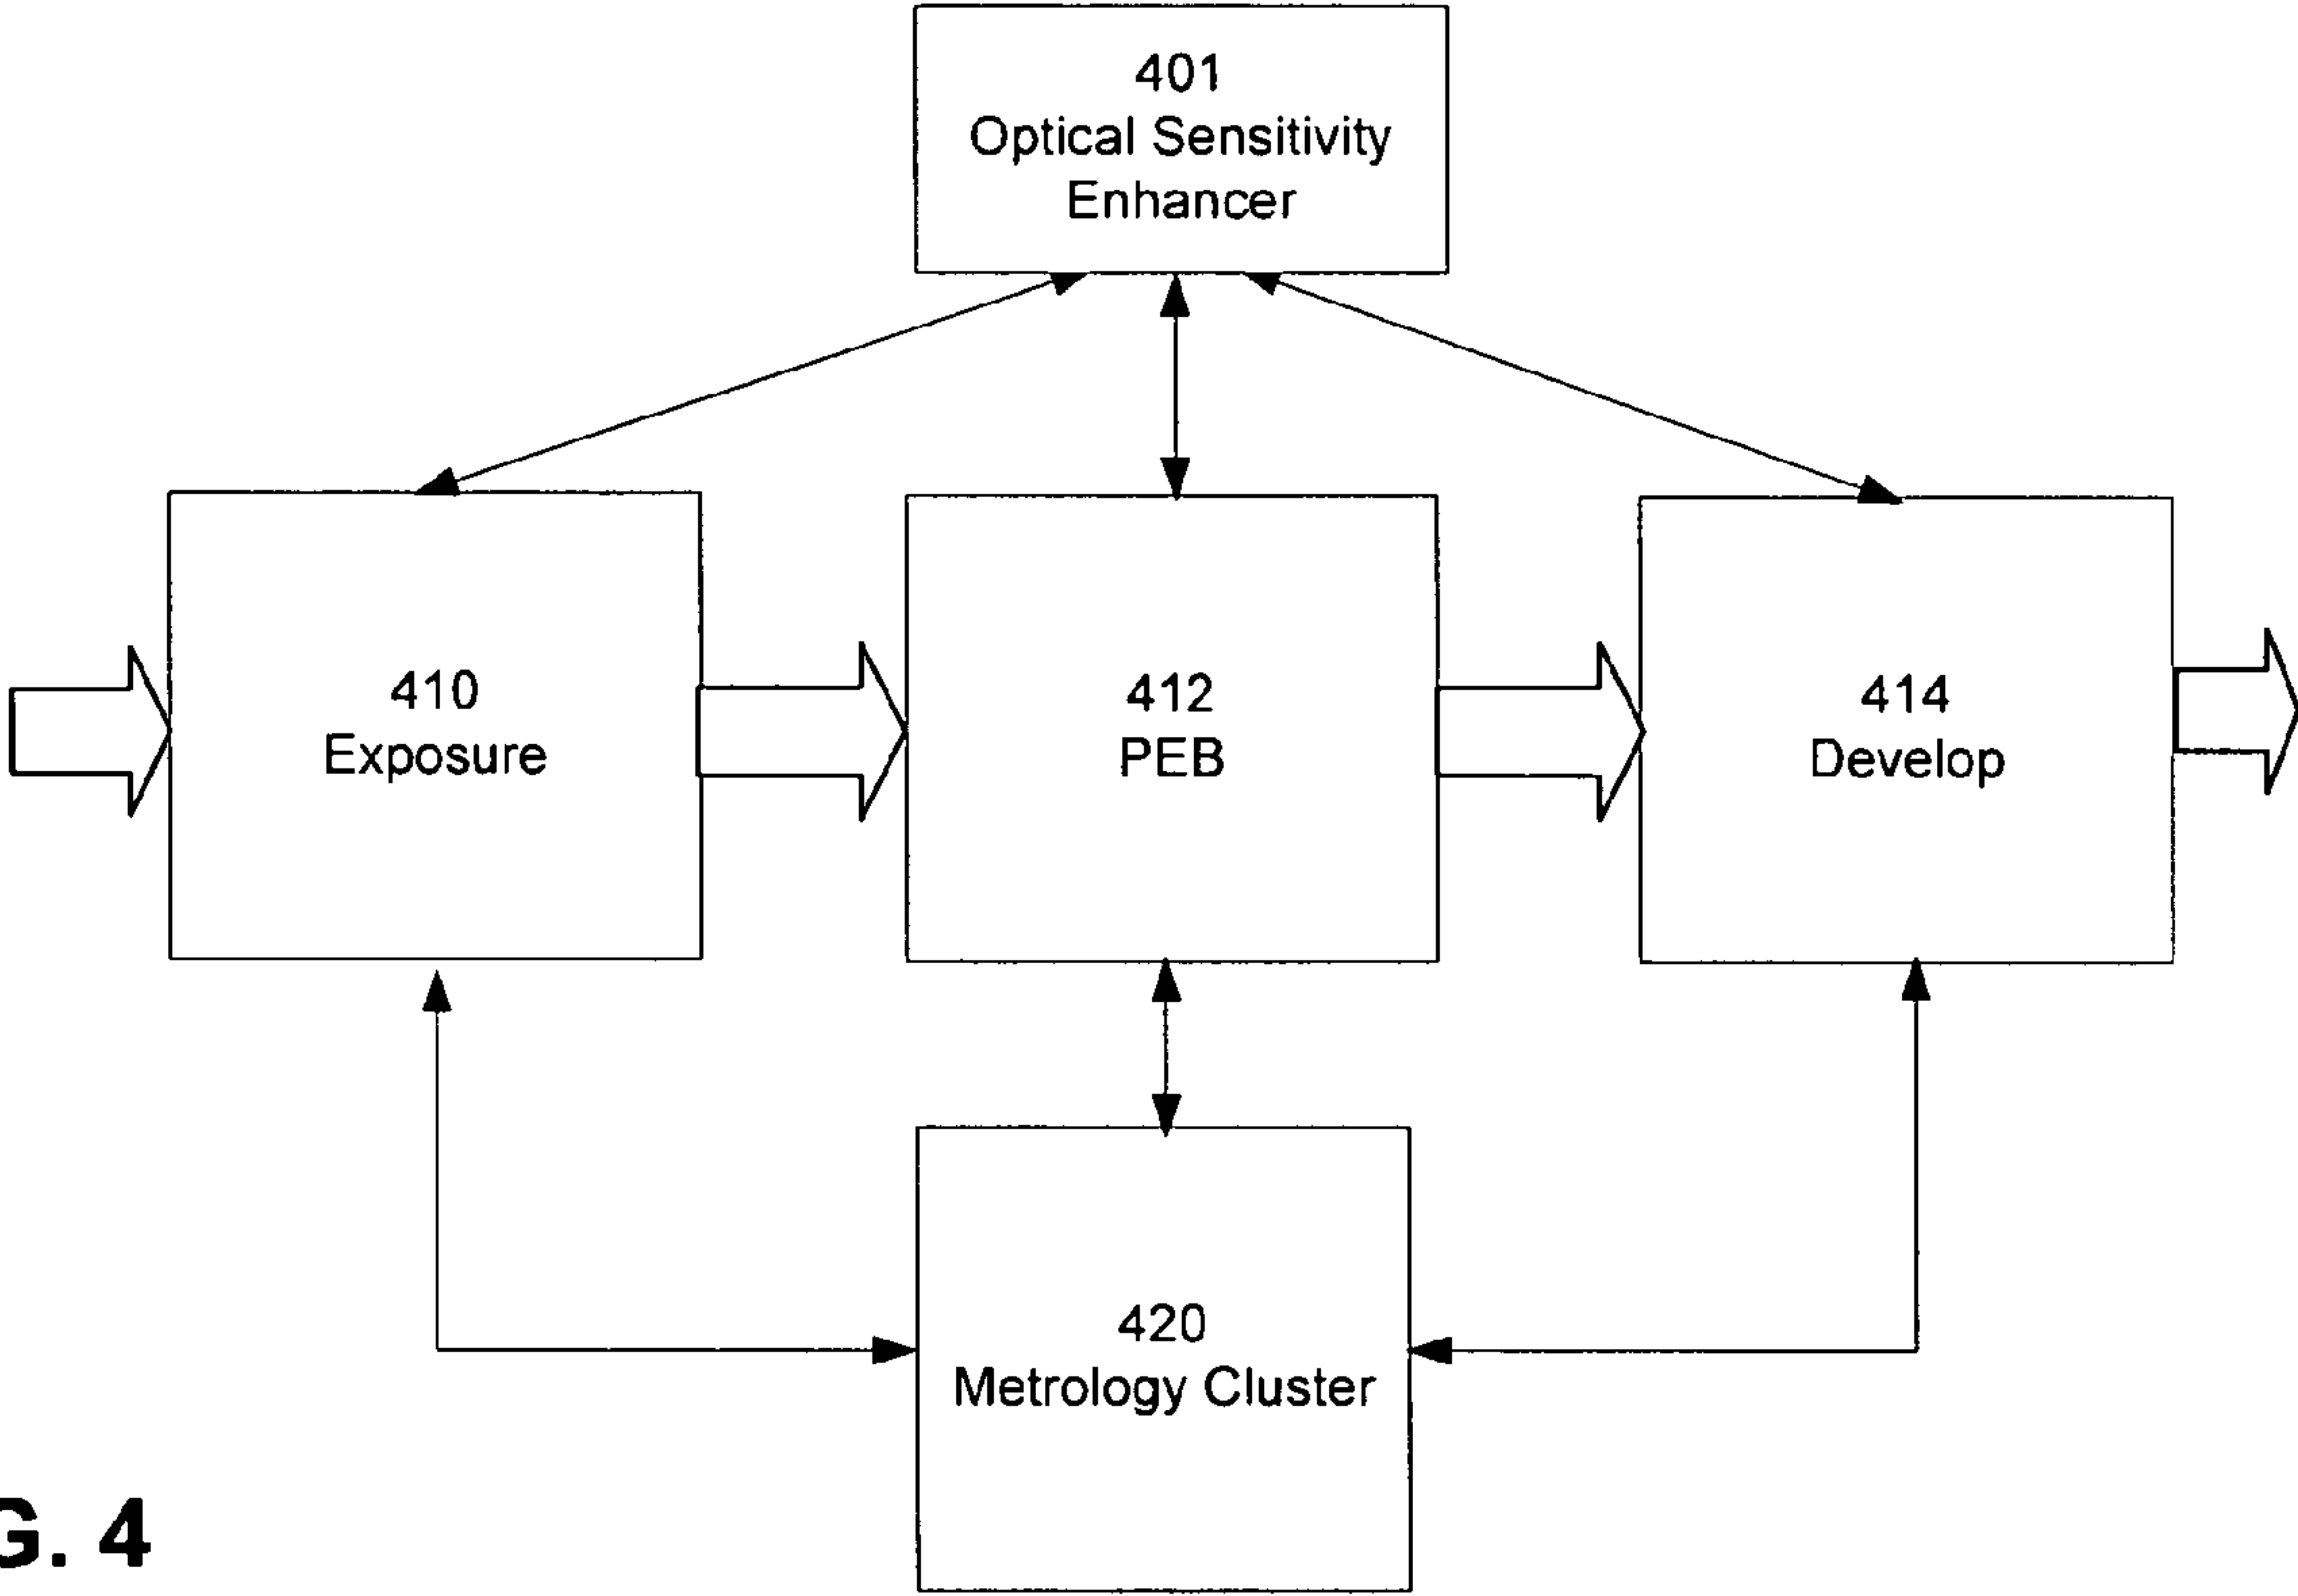 401
Optical Sensitivity
Enhancer
410
Exposure
412
PEB
414
Develop
420
Metrology Cluster
G. 4